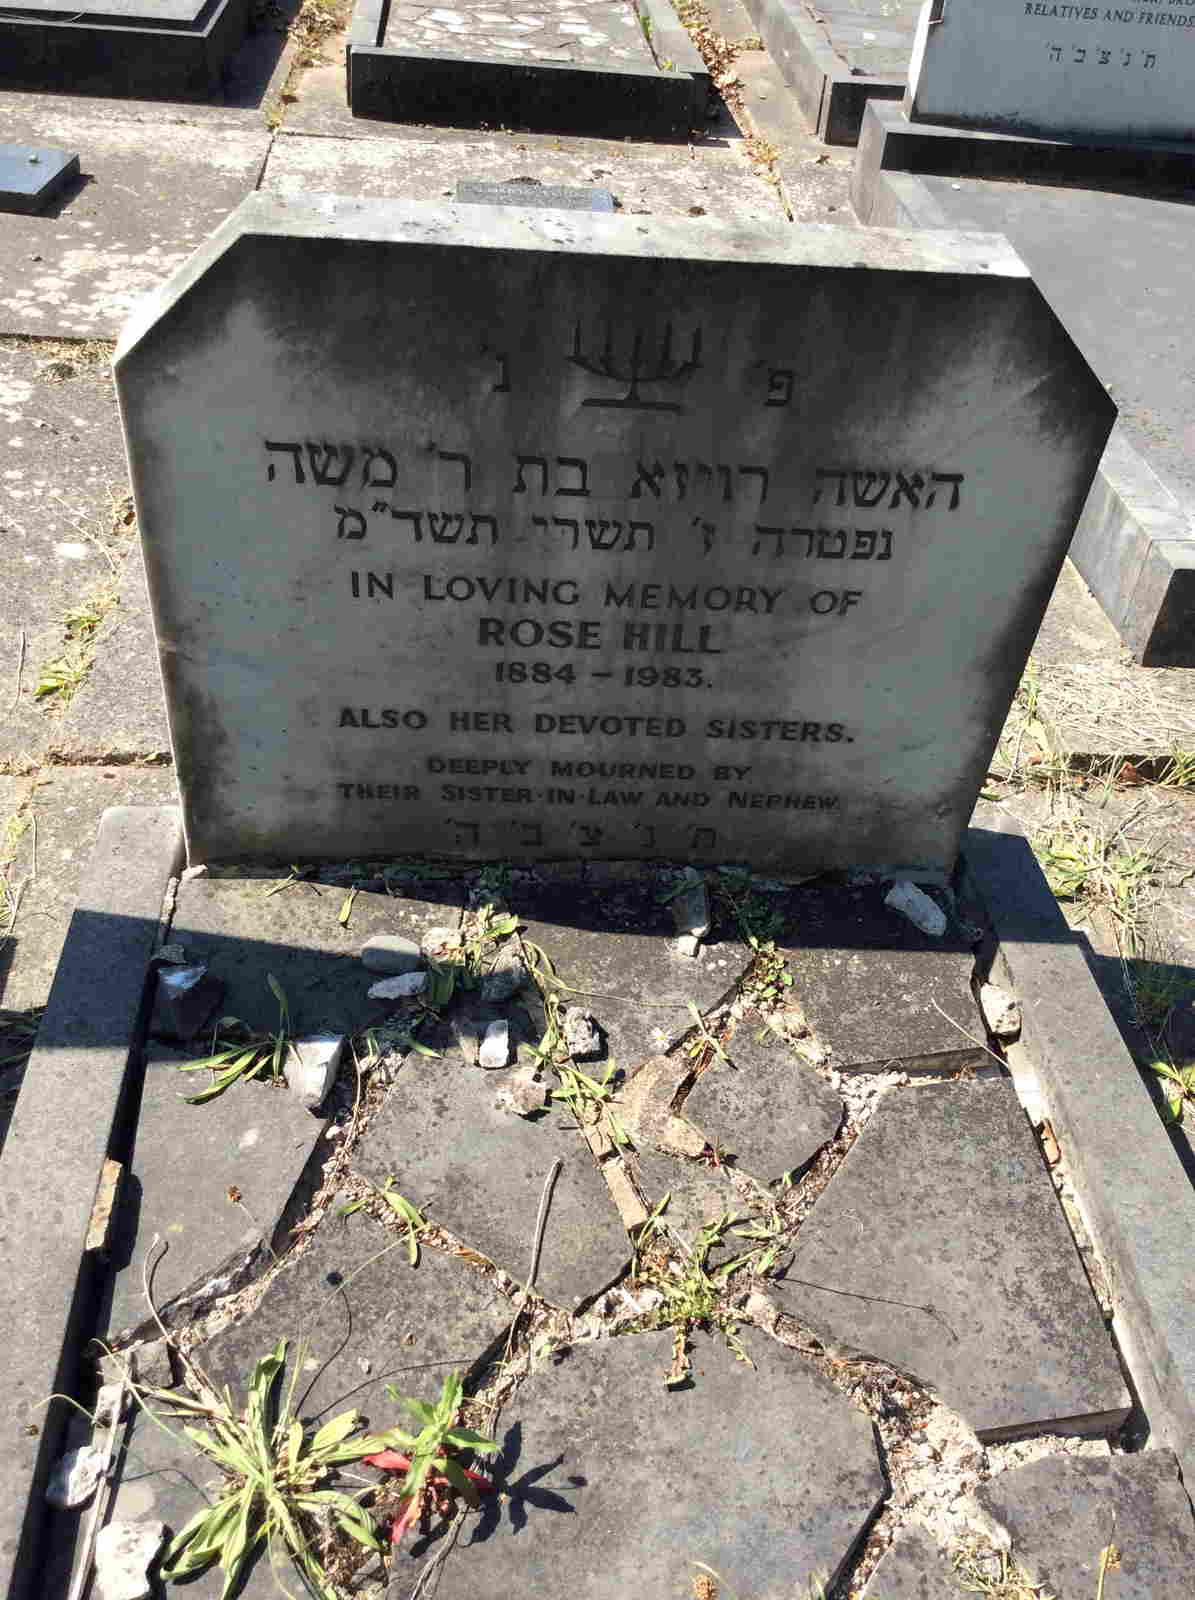 RELATIVES AND FRIENDS.
ת׳ נ׳ צ׳ ב׳ ה׳
פ׳ נ׳
האשה רויזא בת ר׳ משה
נפטרה ז׳ תשרי תשד״מ
IN LOVING MEMORY OF
ROSE HILL
1884 – 1983.
ALSO HER DEVOTED SISTERS.
DEEPLY MOURNED BY
THEIR SISTER-IN-LAW AND NEPHEW.
ת׳ נ׳ צ׳ ב׳ ה׳